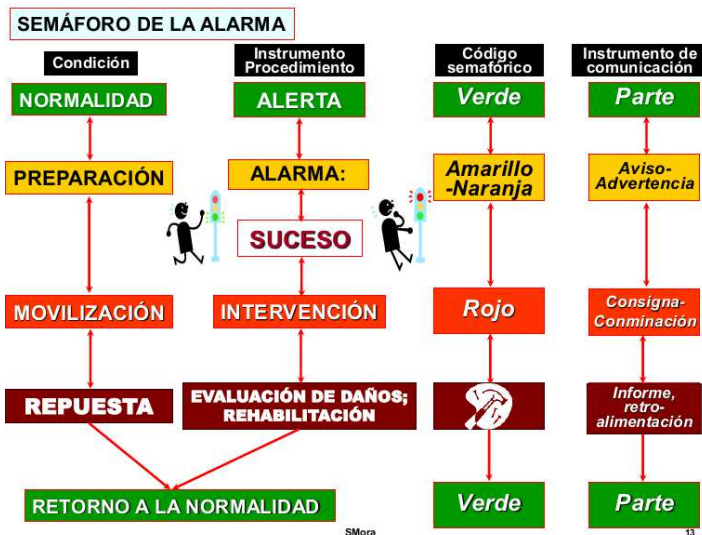 SEMÁFORO DE LA ALARMA
Condición
Instrumento
Procedimiento
Código
semafórico
Instrumento de
comunicación
NORMALIDAD
ALERTA
Verde
Parte
PREPARACIÓN
ALARMA:
Amarillo
-Naranja
Aviso-
Advertencia
SUCESO
MOVILIZACIÓN
INTERVENCIÓN
Rojo
Consigna-
Conminación
REPUESTA
EVALUACIÓN DE DAÑOS;
REHABILITACIÓN
Informe,
retro-
alimentación
RETORNO A LA NORMALIDAD
Verde
Parte
SMora
13